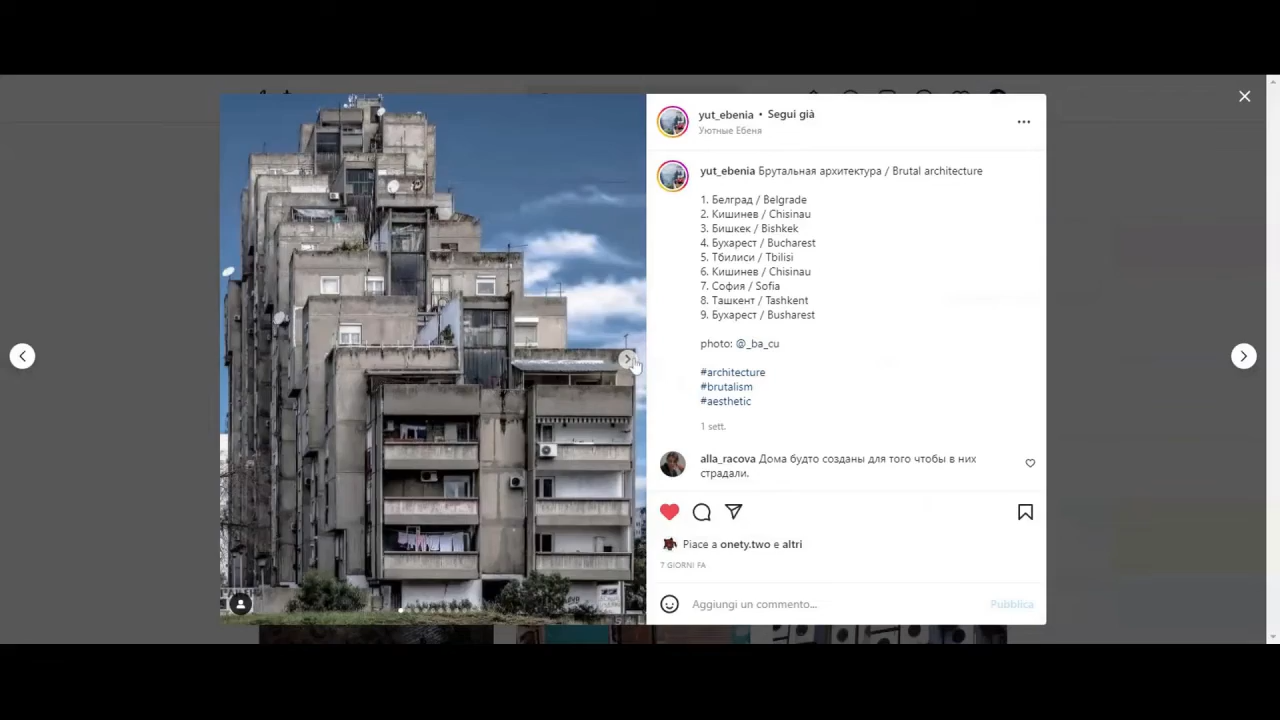 yut_ebenia • Segui già
Уютные Ебеня
yut_ebenia Брутальная архитектура / Brutal architecture
1. Белград / Belgrade
2. Кишинев / Chisinau
3. Бишкек / Bishkek
4. Бухарест / Bucharest
5. Тбилиси / Tbilisi
6. Кишинев / Chisinau
7. София / Sofia
8. Ташкент / Tashkent
9. Бухарест / Busharest
photo: @_ba_cu
#architecture
#brutalism
#aesthetic
1 sett.
alla_racova Дома будто созданы для того чтобы в них
страдали.
Piace a onety.two e altri
7 GIORNI FA
Aggiungi un commento...
Pubblica